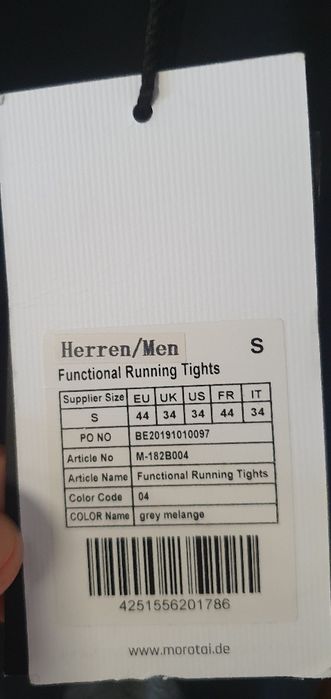 Herren/Men S
Functional Running Tights
Supplier Size EU UK US FR IT
S 44 34 34 44 34
PO NO BE20191010097
Article No M-182B004
Article Name Functional Running Tights
Color Code 04
COLOR Name grey melange
4251556201786
www.morotai.de